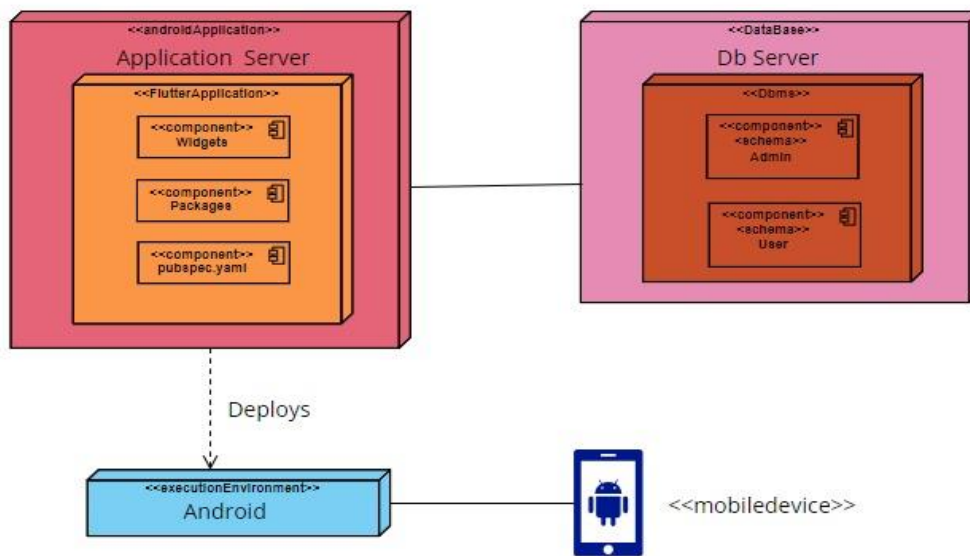 <<androidApplication>>
Application Server
<<FlutterApplication>>
<<component>>
Widgets
<<component>>
Packages
<<component>>
pubspec.yaml
<<DataBase>>
Db Server
<<Dbms>>
<<component>>
<schema>>
Admin
<<component>>
<schema>>
User
Deploys
<<executionEnvironment>>
Android
<<mobiledevice>>